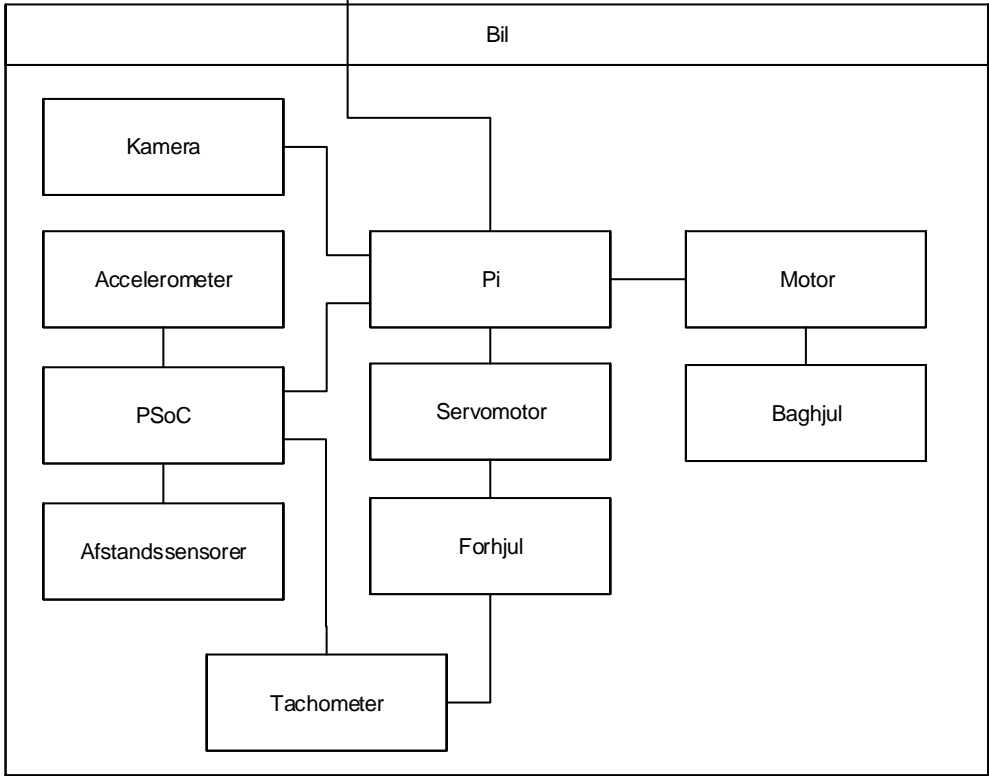 Bil
Kamera
Accelerometer
Pi
Motor
PSoC
Servomotor
Baghjul
Afstandssensorer
Forhjul
Tachometer